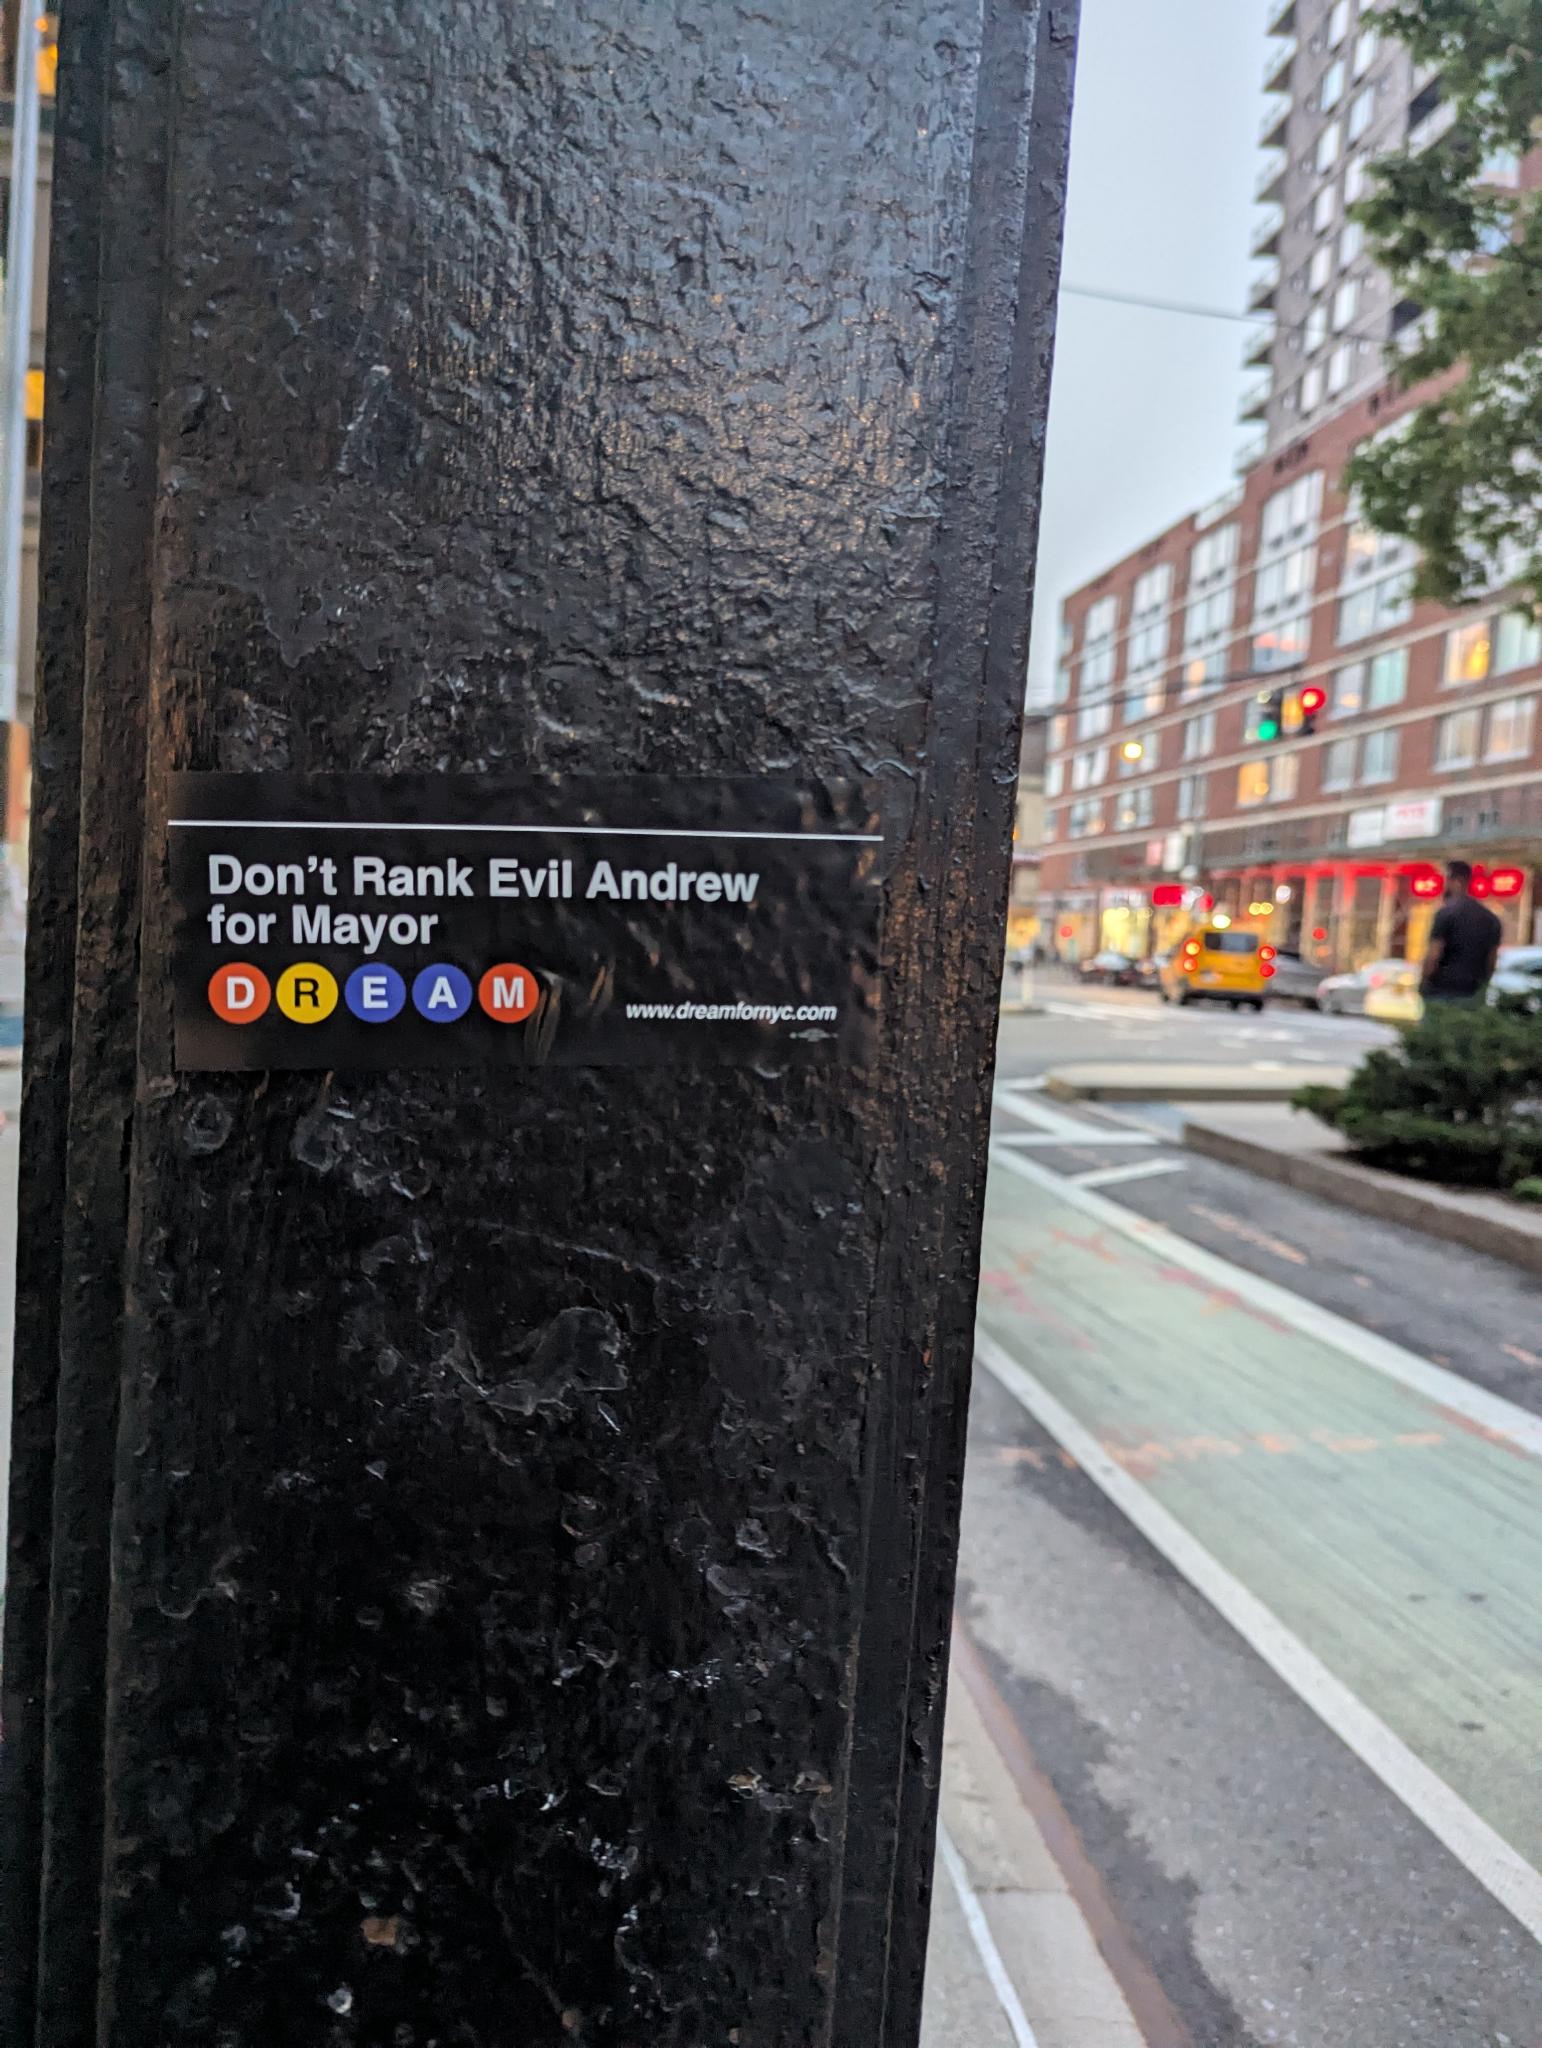 Don't Rank Evil Andrew
for Mayor
D R E A M
www.dreamfornyc.com